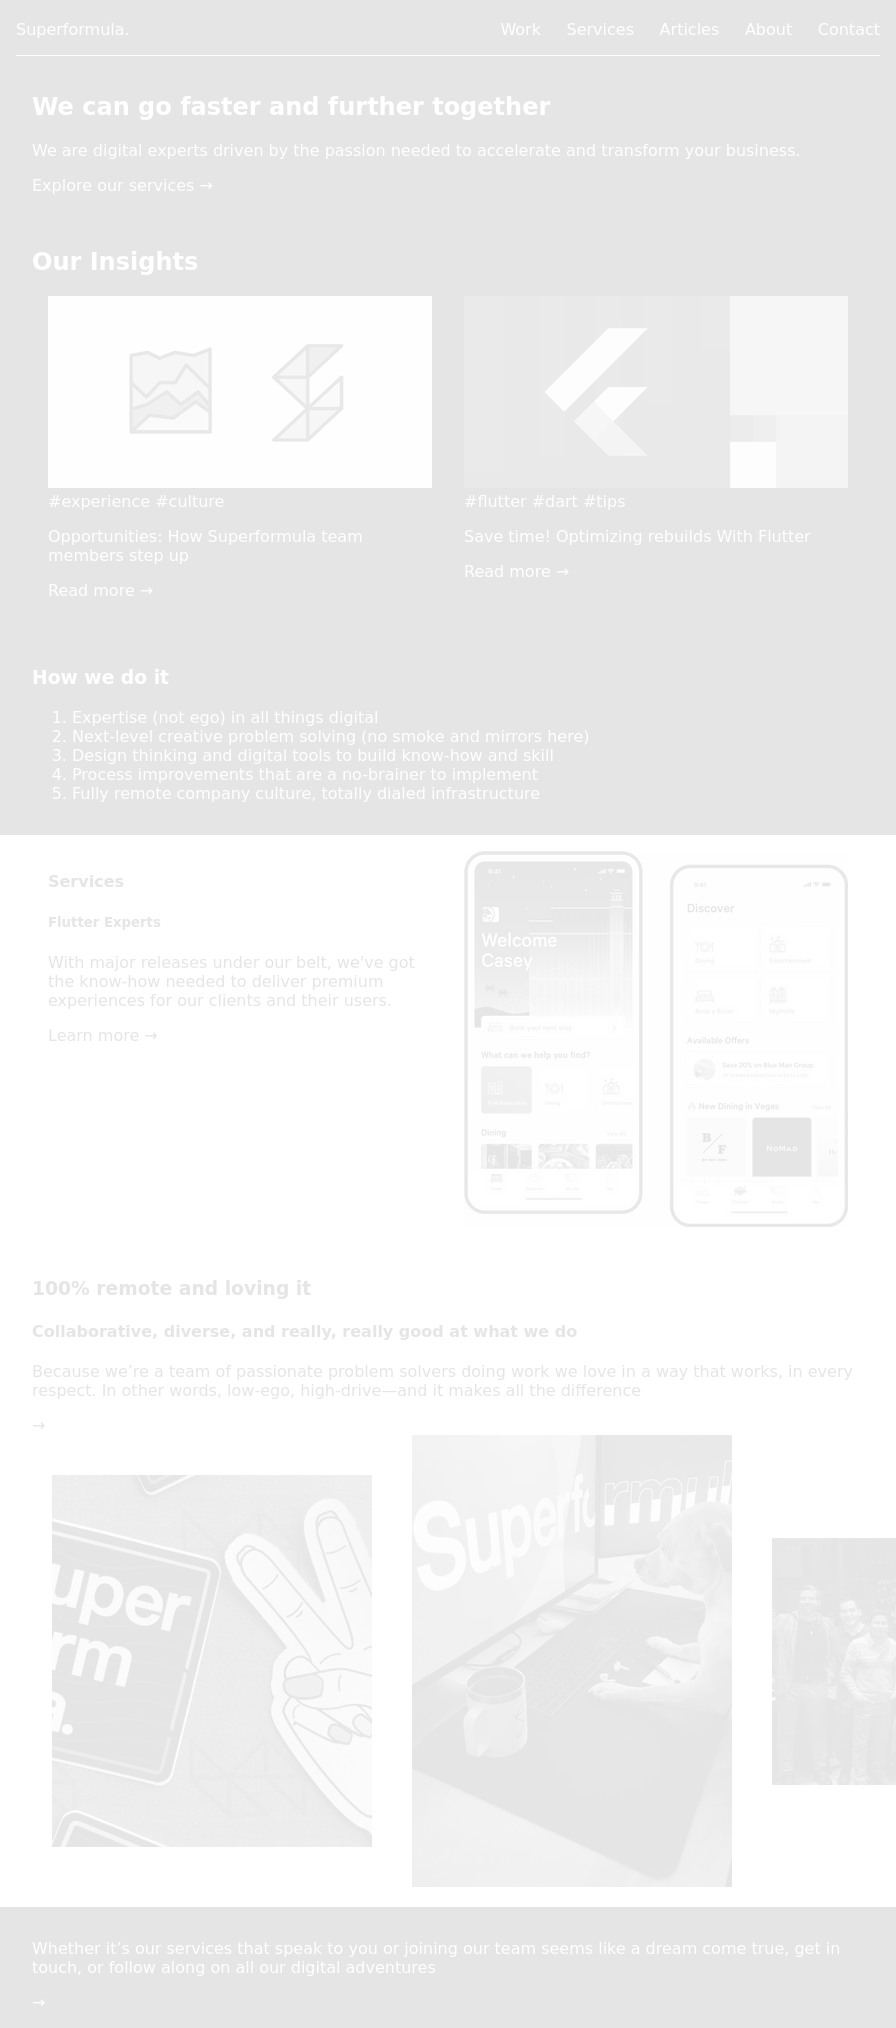 Superformula.
Work Services Articles About Contact
We can go faster and further together
We are digital experts driven by the passion needed to accelerate and transform your business.
Explore our services →
Our Insights
#experience #culture
Opportunities: How Superformula team
members step up
Read more →
#flutter #dart #tips
Save time! Optimizing rebuilds With Flutter
Read more →
How we do it
1. Expertise (not ego) in all things digital
2. Next-level creative problem solving (no smoke and mirrors here)
3. Design thinking and digital tools to build know-how and skill
4. Process improvements that are a no-brainer to implement
5. Fully remote company culture, totally dialed infrastructure
Services
Flutter Experts
With major releases under our belt, we've got
the know-how needed to deliver premium
experiences for our clients and their users.
Learn more →
Welcome
Casey
What can we help you find?
Dining
Discover
Available Offers
Save 20% on Blue Man Group
New Dining in Vegas
B/F
NoMad
100% remote and loving it
Collaborative, diverse, and really, really good at what we do
Because we’re a team of passionate problem solvers doing work we love in a way that works, in every
respect. In other words, low-ego, high-drive—and it makes all the difference
→
uper
rm
a.
Superfo
rmul
Whether it’s our services that speak to you or joining our team seems like a dream come true, get in
touch, or follow along on all our digital adventures
→